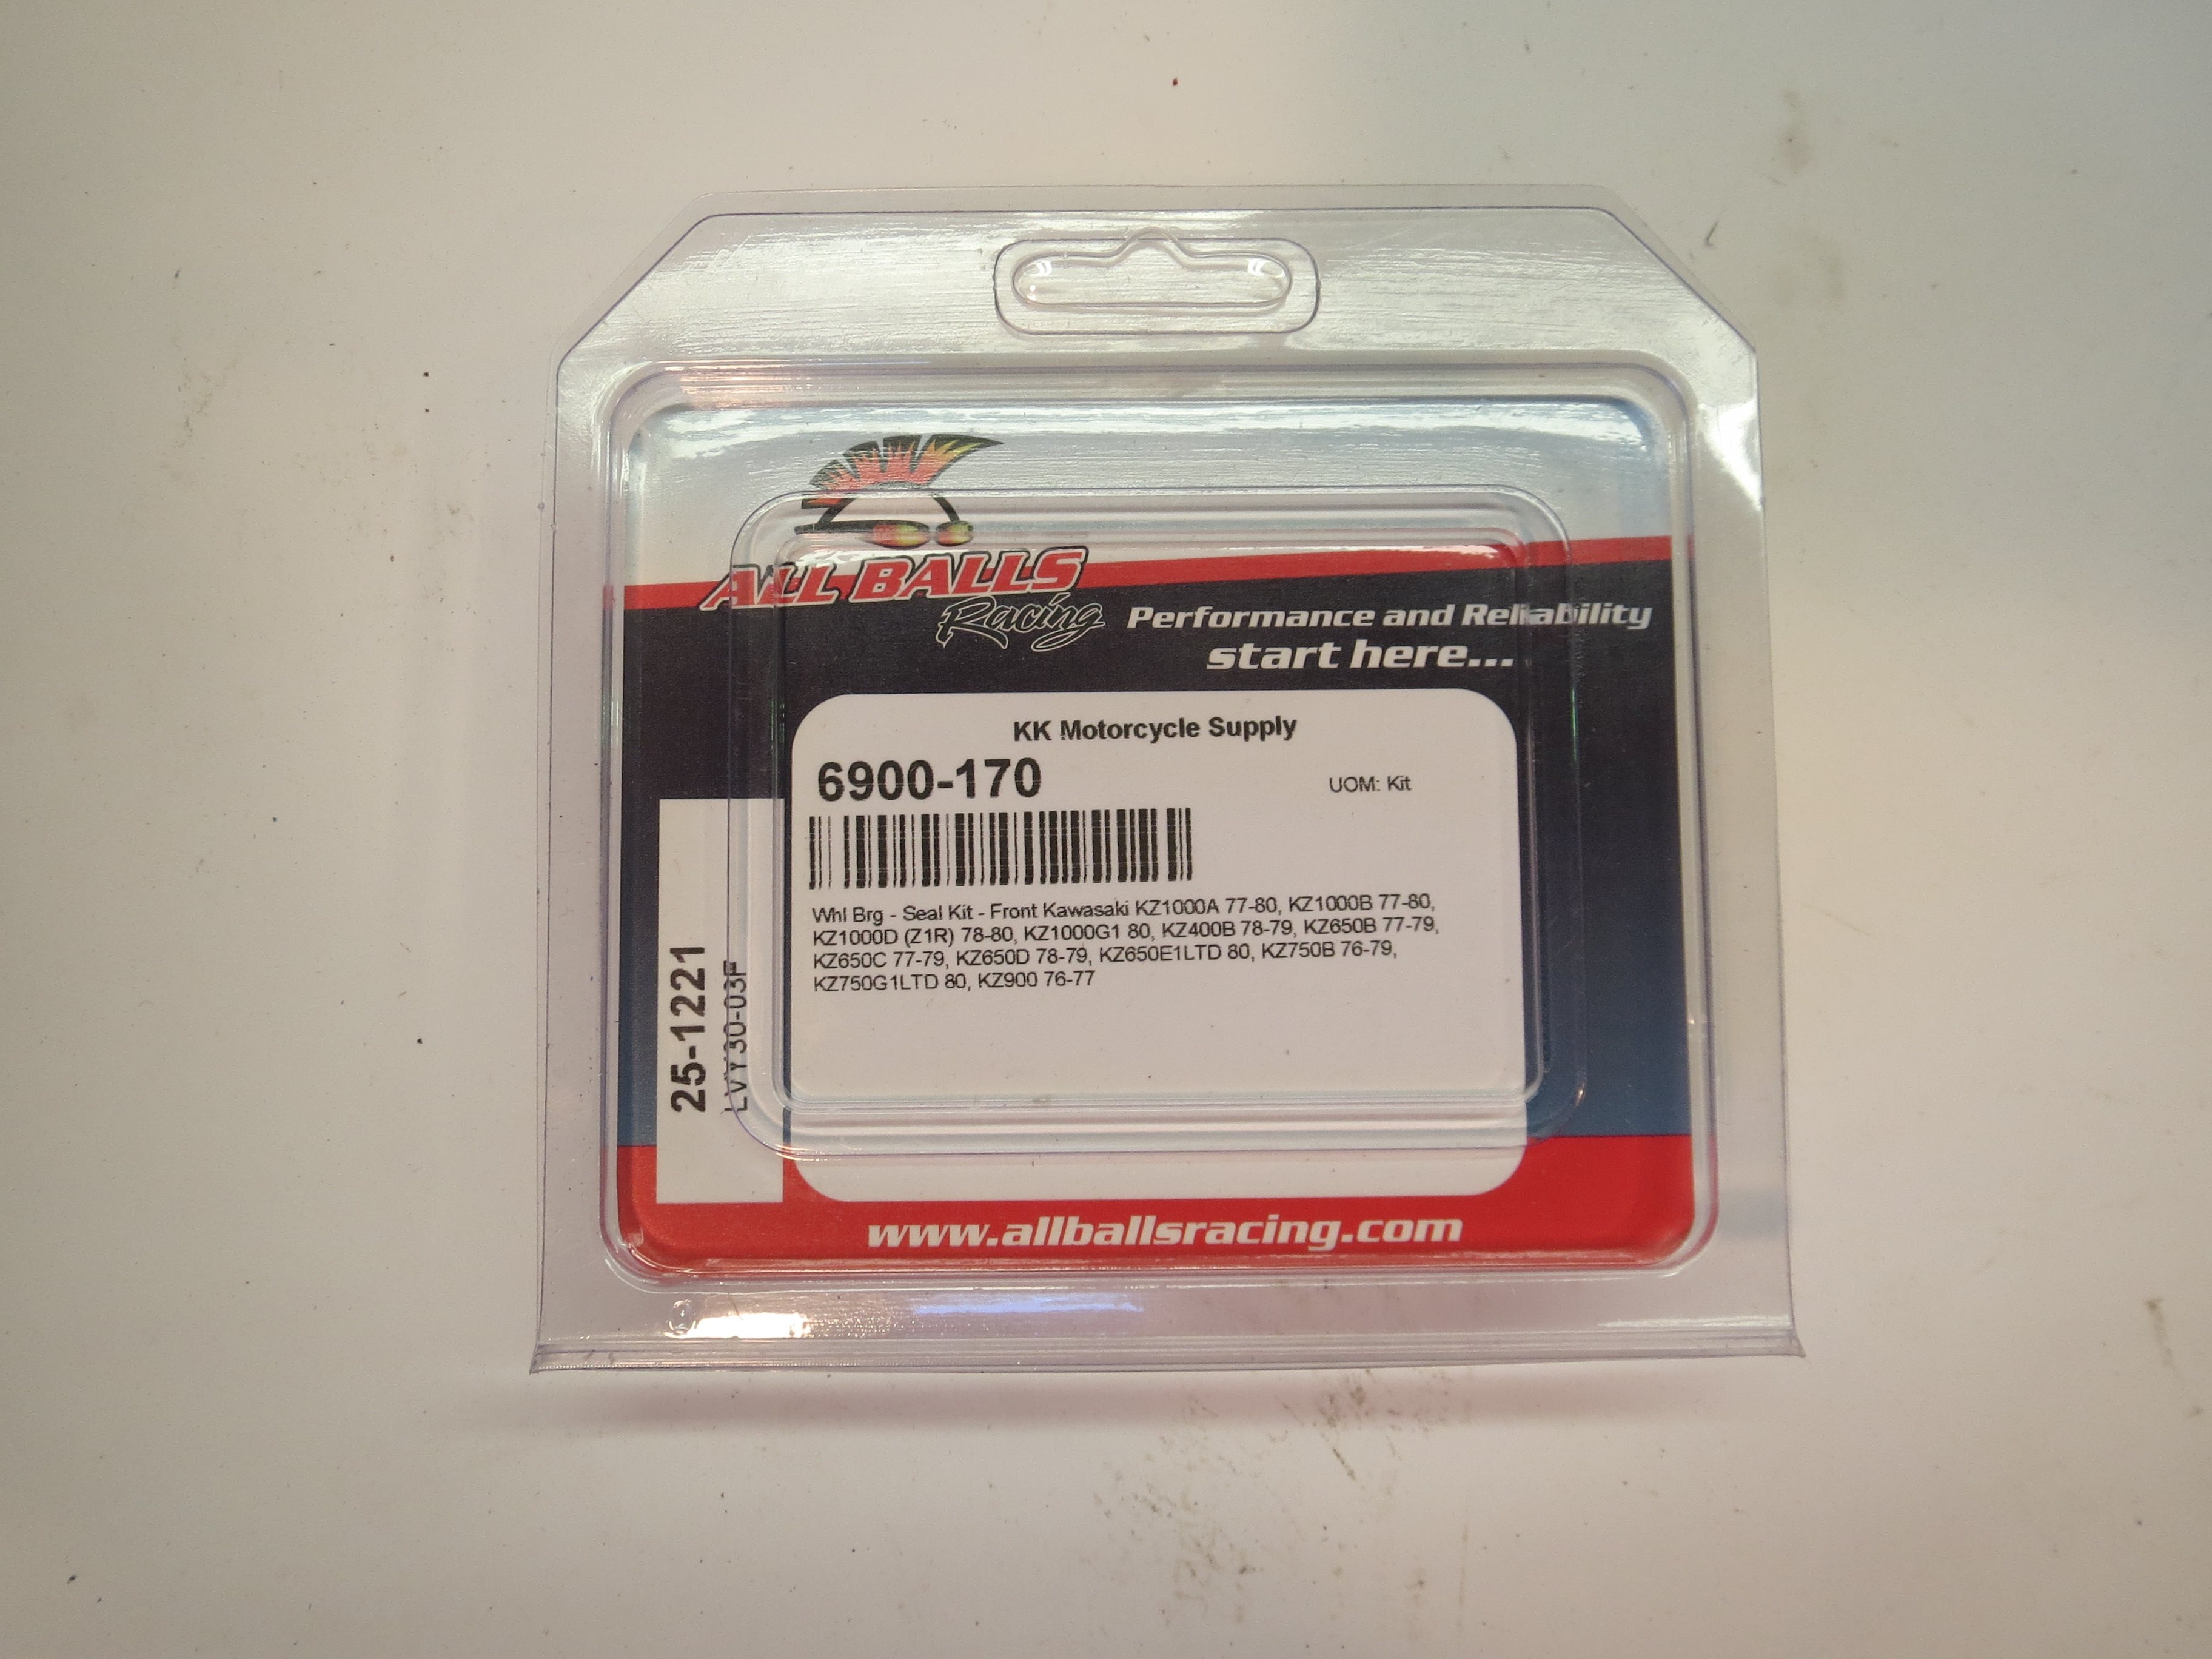 ALL BALLS
Racing
Performance and Reliability
start here...
KK Motorcycle Supply
6900-170
UOM: Kit
Whl Brg - Seal Kit - Front Kawasaki KZ1000A 77-80, KZ1000B 77-80,
KZ1000D (Z1R) 78-80, KZ1000G1 80, KZ400B 78-79, KZ650B 77-79,
KZ650C 77-79, KZ650D 78-79, KZ650E1LTD 80, KZ750B 76-79,
KZ750G1LTD 80, KZ900 76-77
25-1221
LVY30-03F
www.allballsracing.com